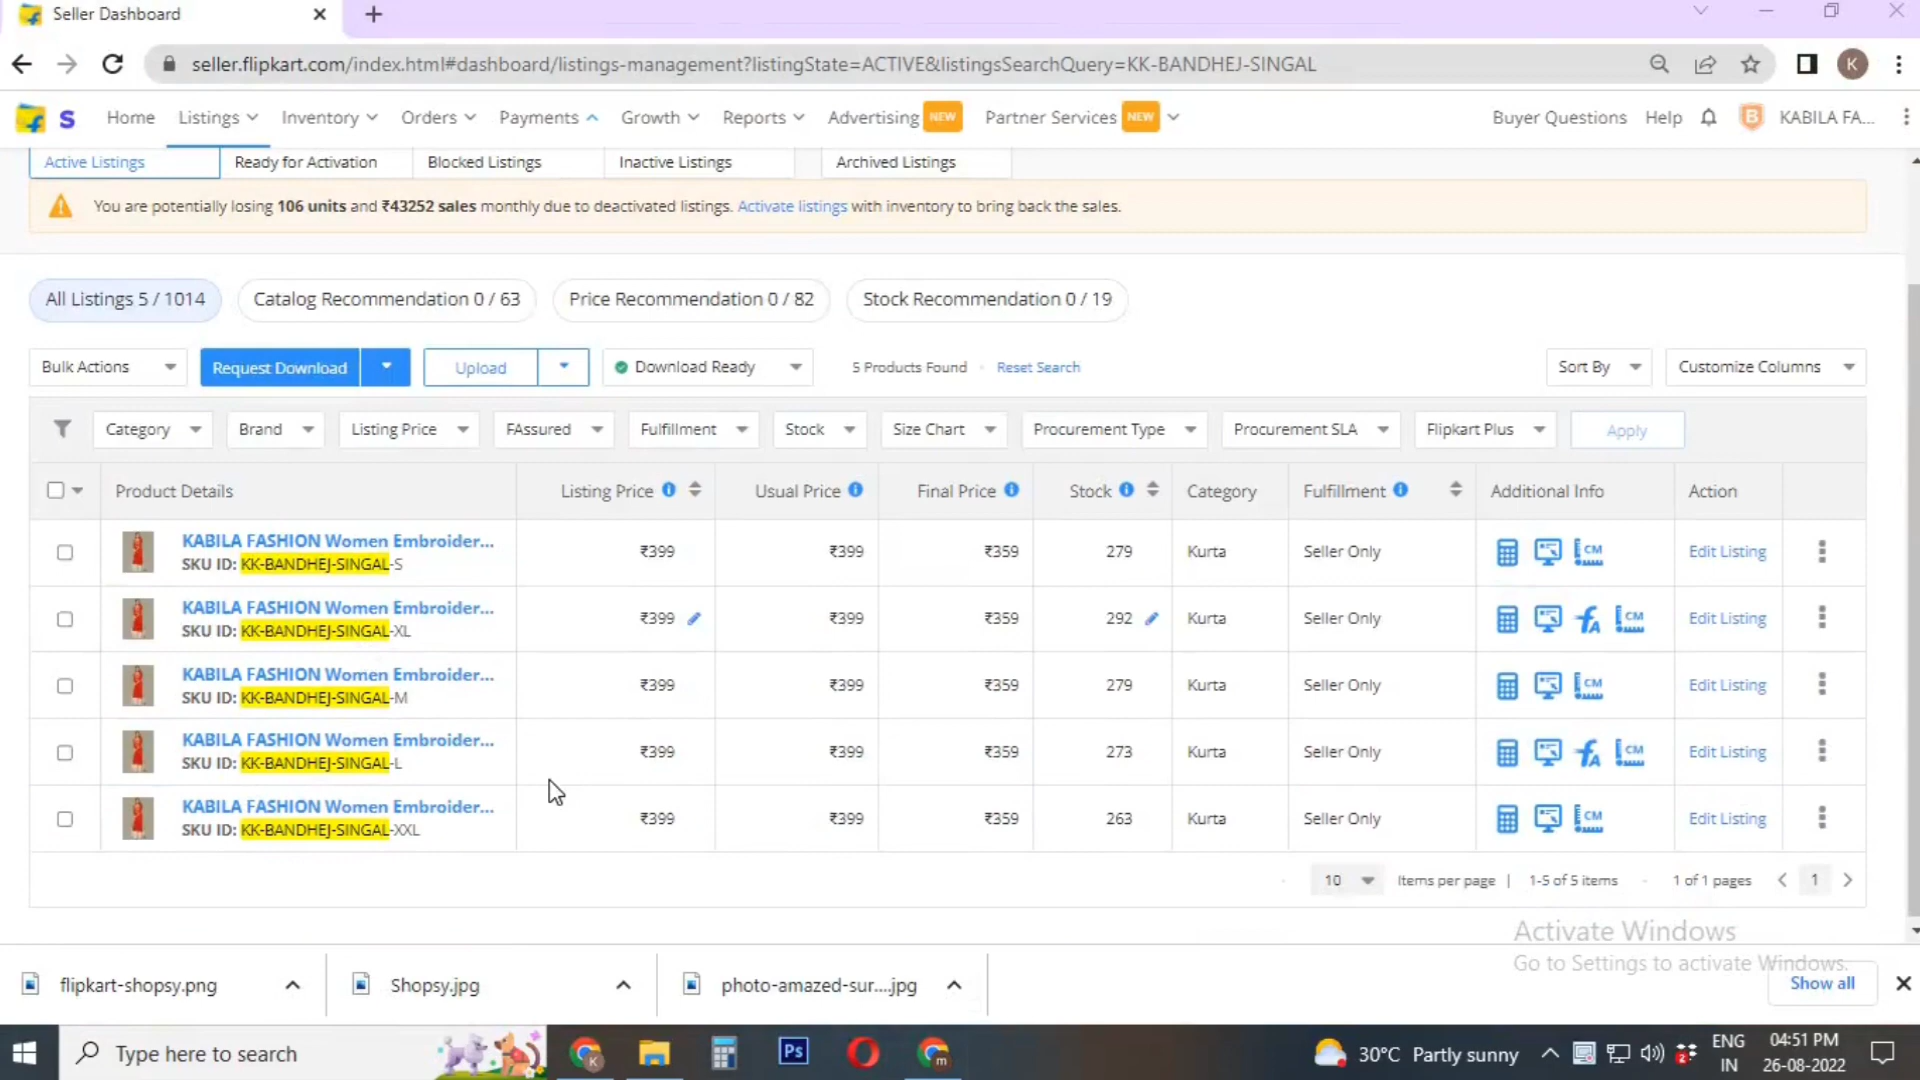 Seller Dashboard
seller.flipkart.com/index.html#dashboard/listings-management?listingState=ACTIVE&listingsSearchQuery=KK-BANDHEJ-SINGAL
K
S Home Listings Inventory Orders Payments Growth Reports Advertising NEW Partner Services NEW Buyer Questions Help B KABILA FA...
Active Listings Ready for Activation Blocked Listings Inactive Listings Archived Listings
You are potentially losing 106 units and ₹43252 sales monthly due to deactivated listings. Activate listings with inventory to bring back the sales.
All Listings 5 / 1014 Catalog Recommendation 0 / 63 Price Recommendation 0 / 82 Stock Recommendation 0 / 19
Bulk Actions Request Download Upload Download Ready 5 Products Found Reset Search Sort By Customize Columns
Category Brand Listing Price FAssured Fulfillment Stock Size Chart Procurement Type Procurement SLA Flipkart Plus Apply
Product Details Listing Price Usual Price Final Price Stock Category Fulfillment Additional Info Action
KABILA FASHION Women Embroider...
SKU ID: KK-BANDHEJ-SINGAL-S
₹399 ₹399 ₹359 279 Kurta Seller Only CM Edit Listing
KABILA FASHION Women Embroider...
SKU ID: KK-BANDHEJ-SINGAL-XL
₹399 ₹399 ₹359 292 Kurta Seller Only fA CM Edit Listing
KABILA FASHION Women Embroider...
SKU ID: KK-BANDHEJ-SINGAL-M
₹399 ₹399 ₹359 279 Kurta Seller Only CM Edit Listing
KABILA FASHION Women Embroider...
SKU ID: KK-BANDHEJ-SINGAL-L
₹399 ₹399 ₹359 273 Kurta Seller Only fA CM Edit Listing
KABILA FASHION Women Embroider...
SKU ID: KK-BANDHEJ-SINGAL-XXL
₹399 ₹399 ₹359 263 Kurta Seller Only CM Edit Listing
10 Items per page | 1-5 of 5 items 1 of 1 pages 1
Activate Windows
Go to Settings to activate Windows.
flipkart-shopsy.png Shopsy.jpg photo-amazed-sur....jpg Show all
Type here to search K Ps m 30°C Partly sunny 2
ENG
IN
04:51 PM
26-08-2022